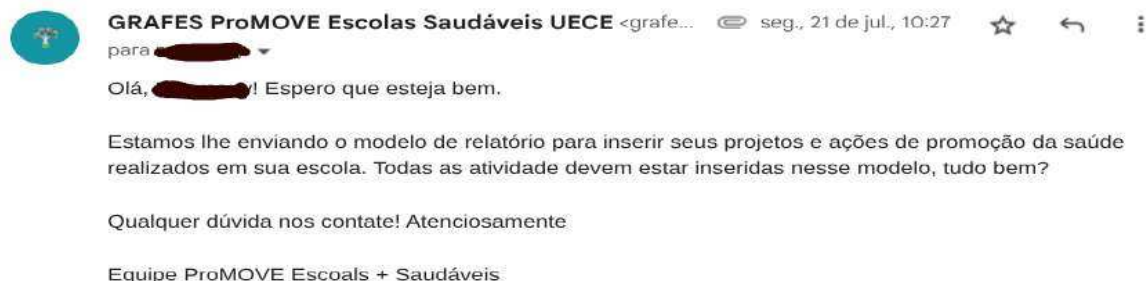 GRAFES ProMOVE Escolas Saudáveis UECE <grafe... seg., 21 de jul., 10:27
para
Olá, ! Espero que esteja bem.
Estamos lhe enviando o modelo de relatório para inserir seus projetos e ações de promoção da saúde
realizados em sua escola. Todas as atividade devem estar inseridas nesse modelo, tudo bem?
Qualquer dúvida nos contate! Atenciosamente
Equipe ProMOVE Escoals + Saudáveis